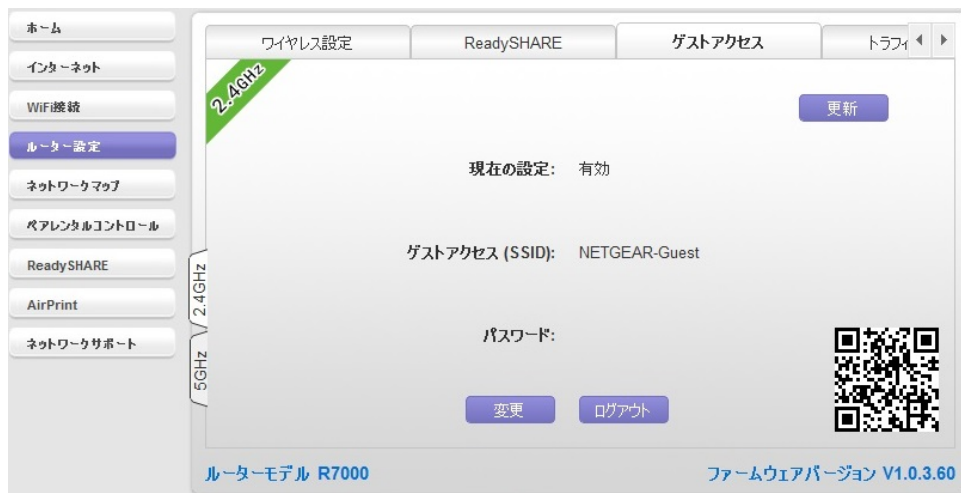 ホーム
インターネット
WiFi接続
ルーター設定
ネットワークマップ
ペアレンタルコントロール
ReadySHARE
AirPrint
ネットワークサポート
ワイヤレス設定
ReadySHARE
ゲストアクセス
トラフィ
2.4GHz
更新
現在の設定: 有効
ゲストアクセス (SSID): NETGEAR-Guest
パスワード:
2.4GHz
5GHz
変更
ログアウト
ルーターモデル R7000
ファームウェアバージョン V1.0.3.60